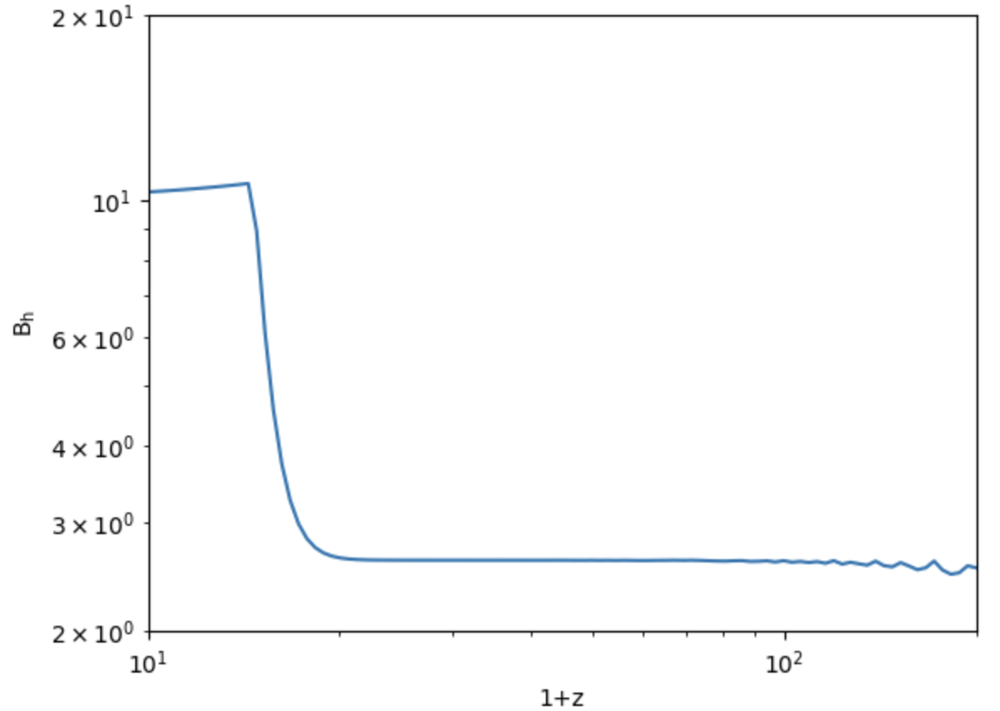 2 × 10¹
10¹
6 × 10⁰
4 × 10⁰
3 × 10⁰
2 × 10⁰
Bₕ
10¹ 10²
1+z